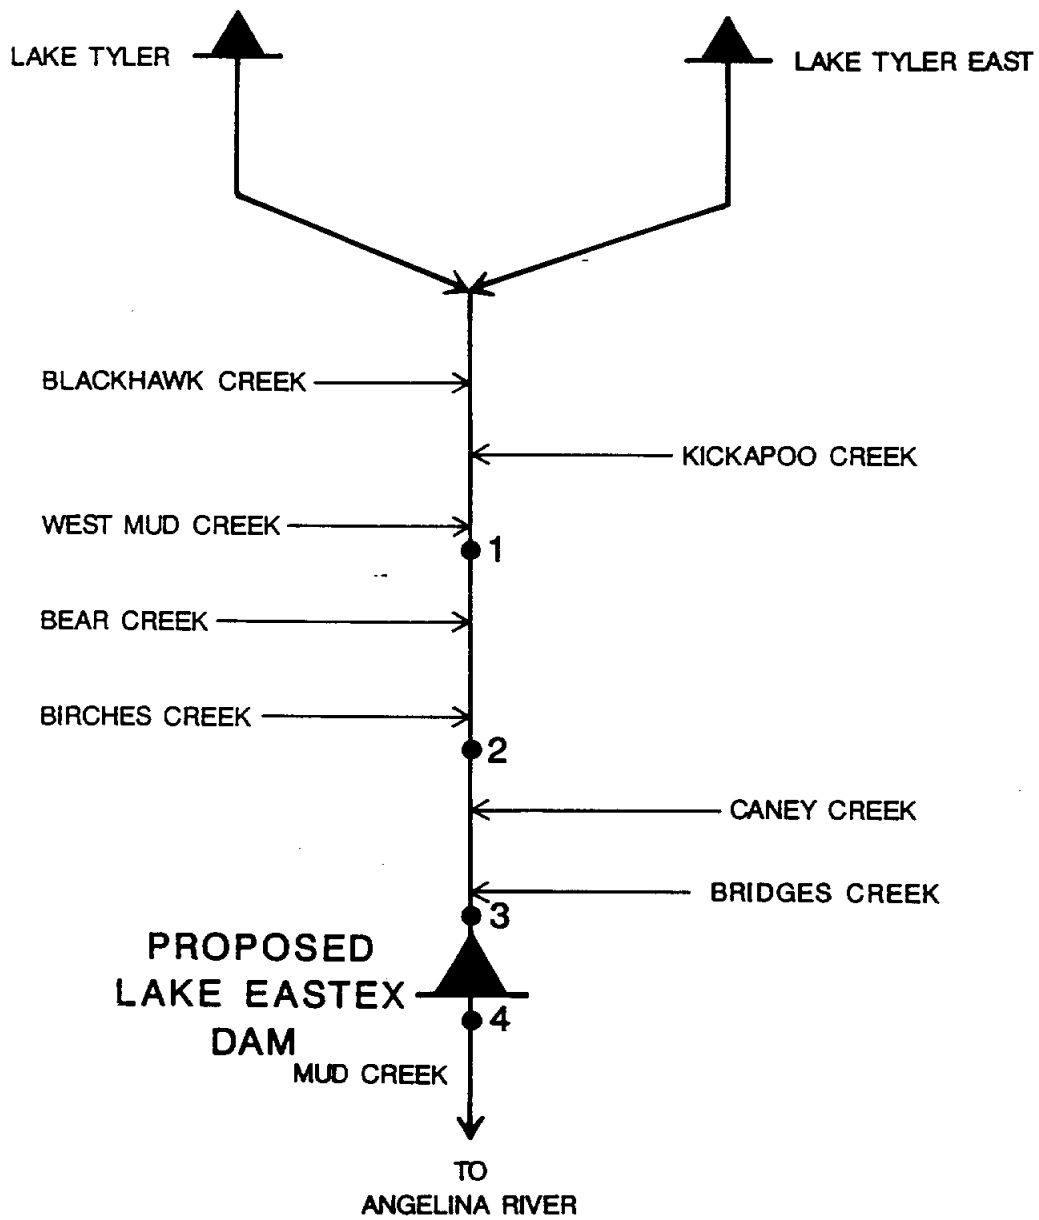 LAKE TYLER
LAKE TYLER EAST
BLACKHAWK CREEK
KICKAPOO CREEK
WEST MUD CREEK
1
BEAR CREEK
BIRCHES CREEK
2
CANEY CREEK
BRIDGES CREEK
3
PROPOSED
LAKE EASTEX
DAM
4
MUD CREEK
TO
ANGELINA RIVER